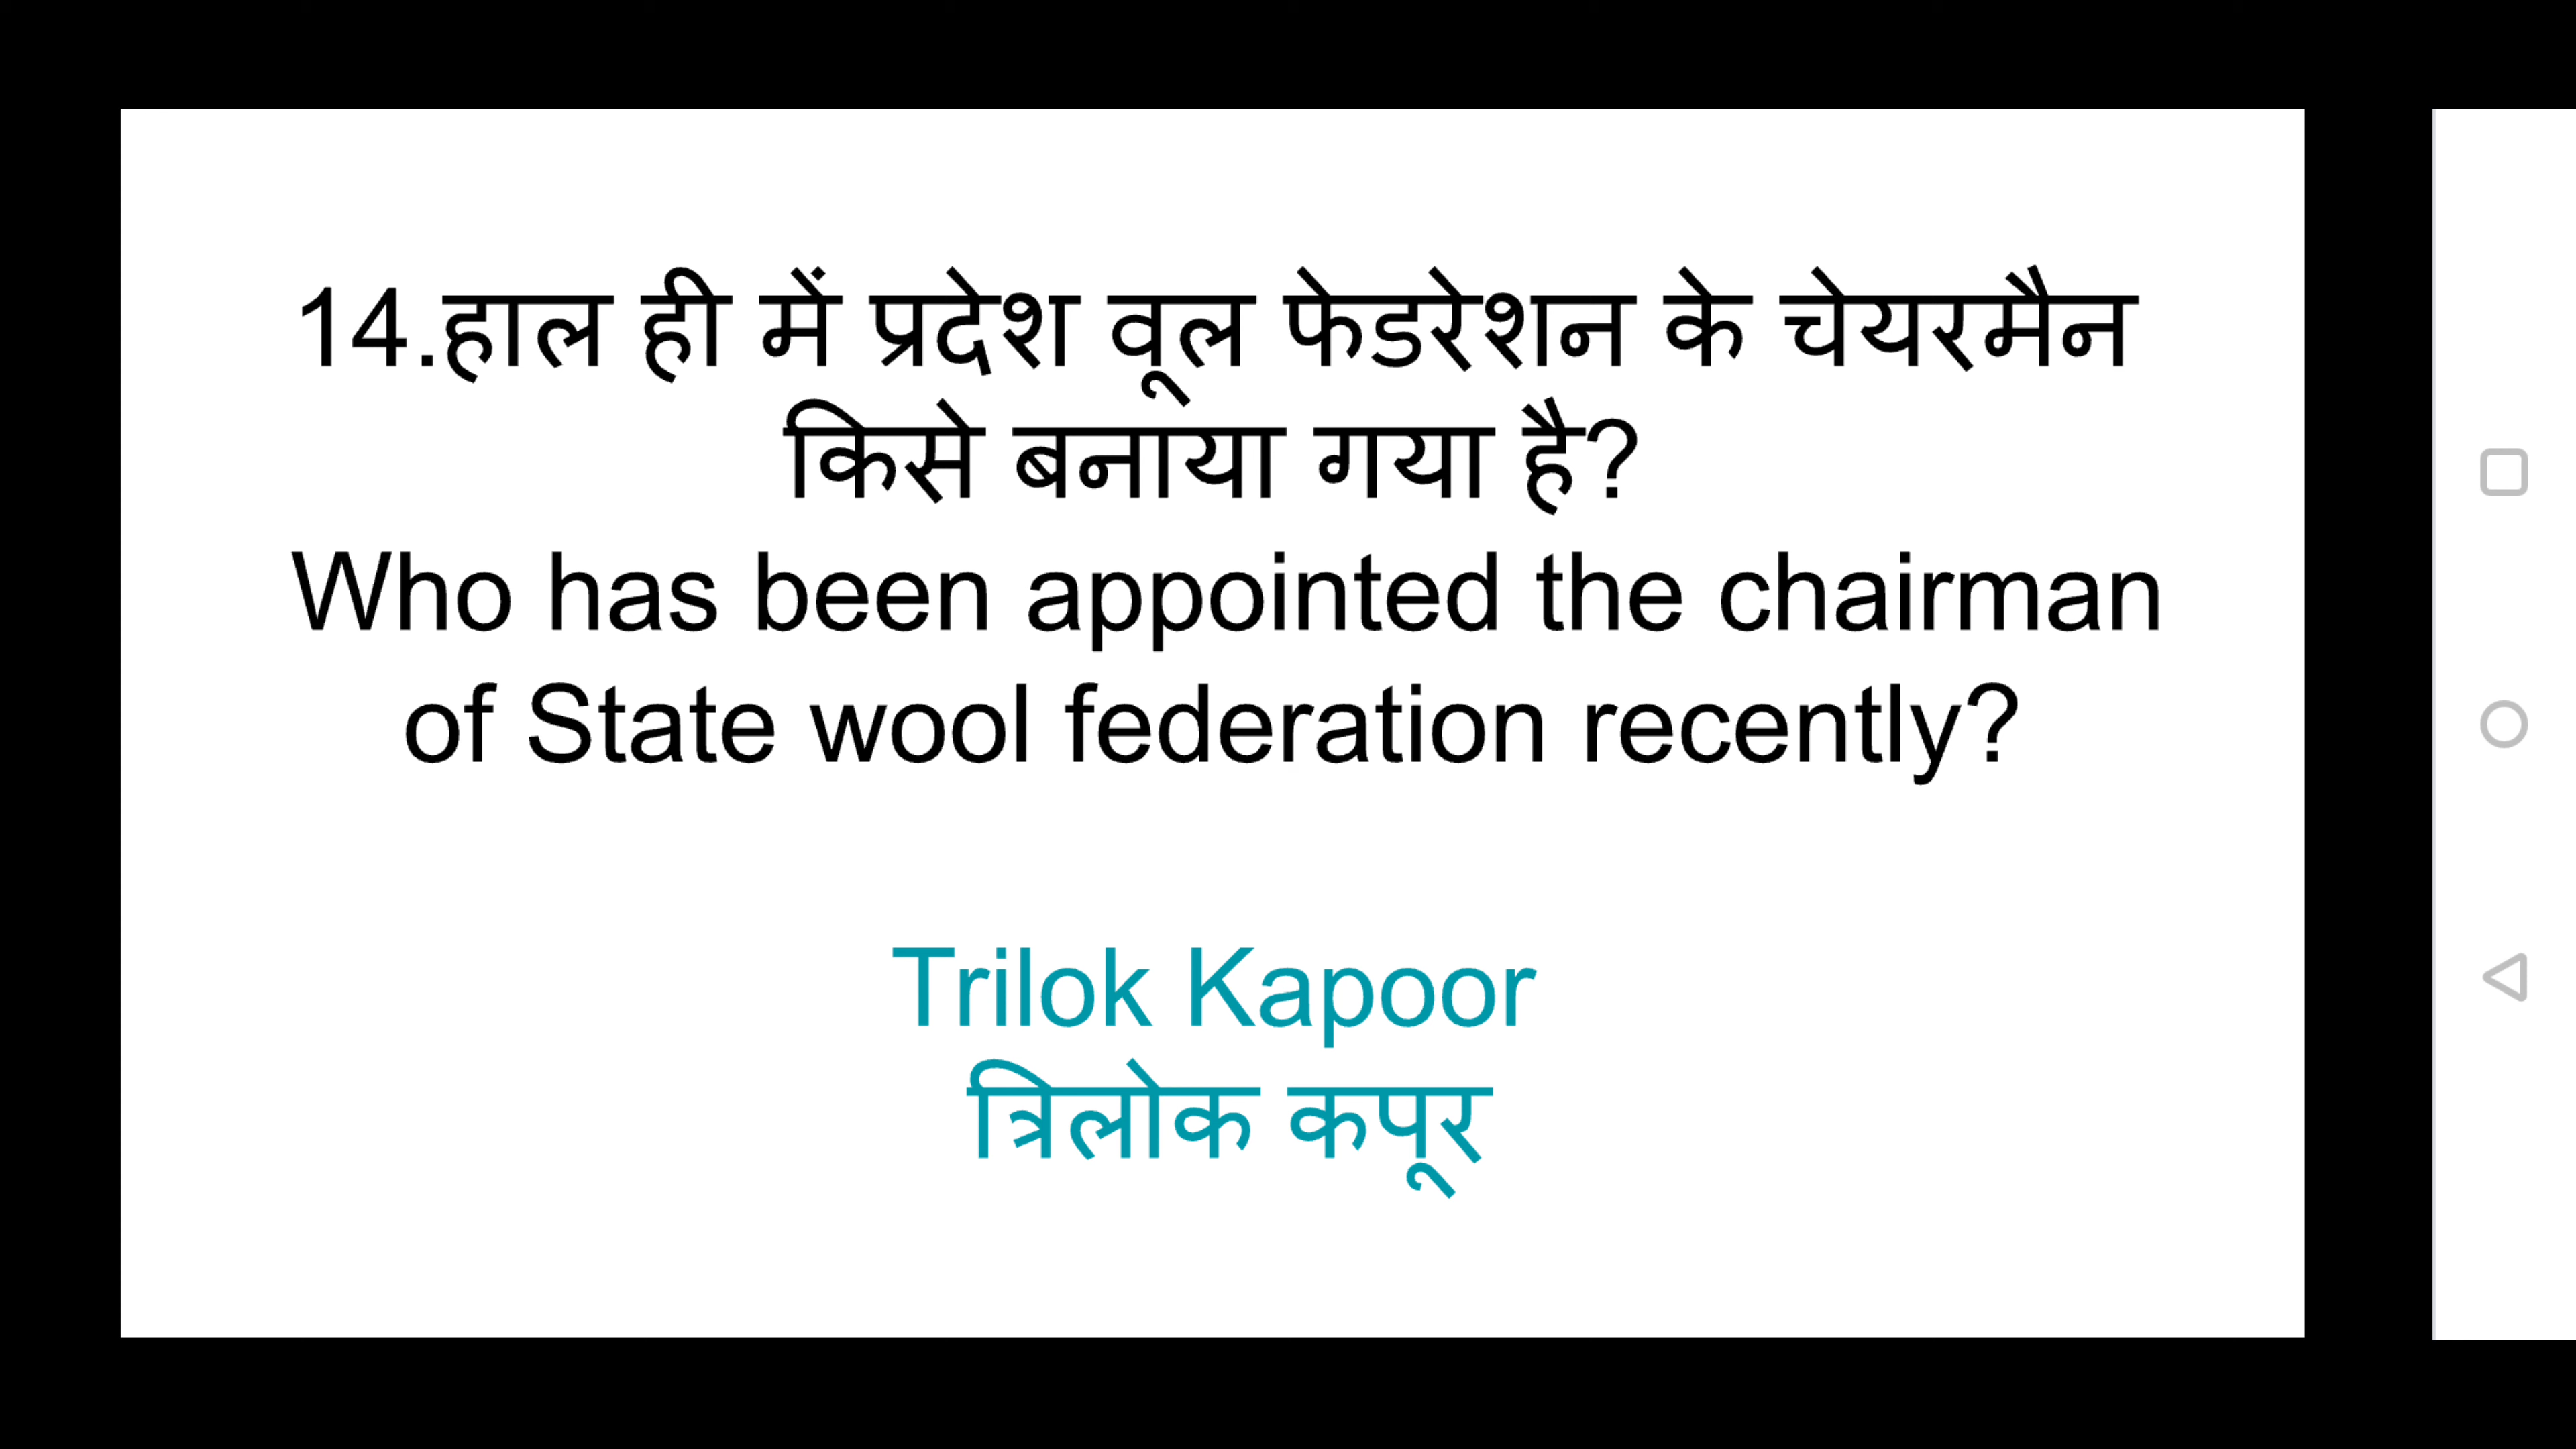 14.हाल ही में प्रदेश वूल फेडरेशन के चेयरमैन
किसे बनाया गया है?
Who has been appointed the chairman
of State wool federation recently?
Trilok Kapoor
त्रिलोक कपूर